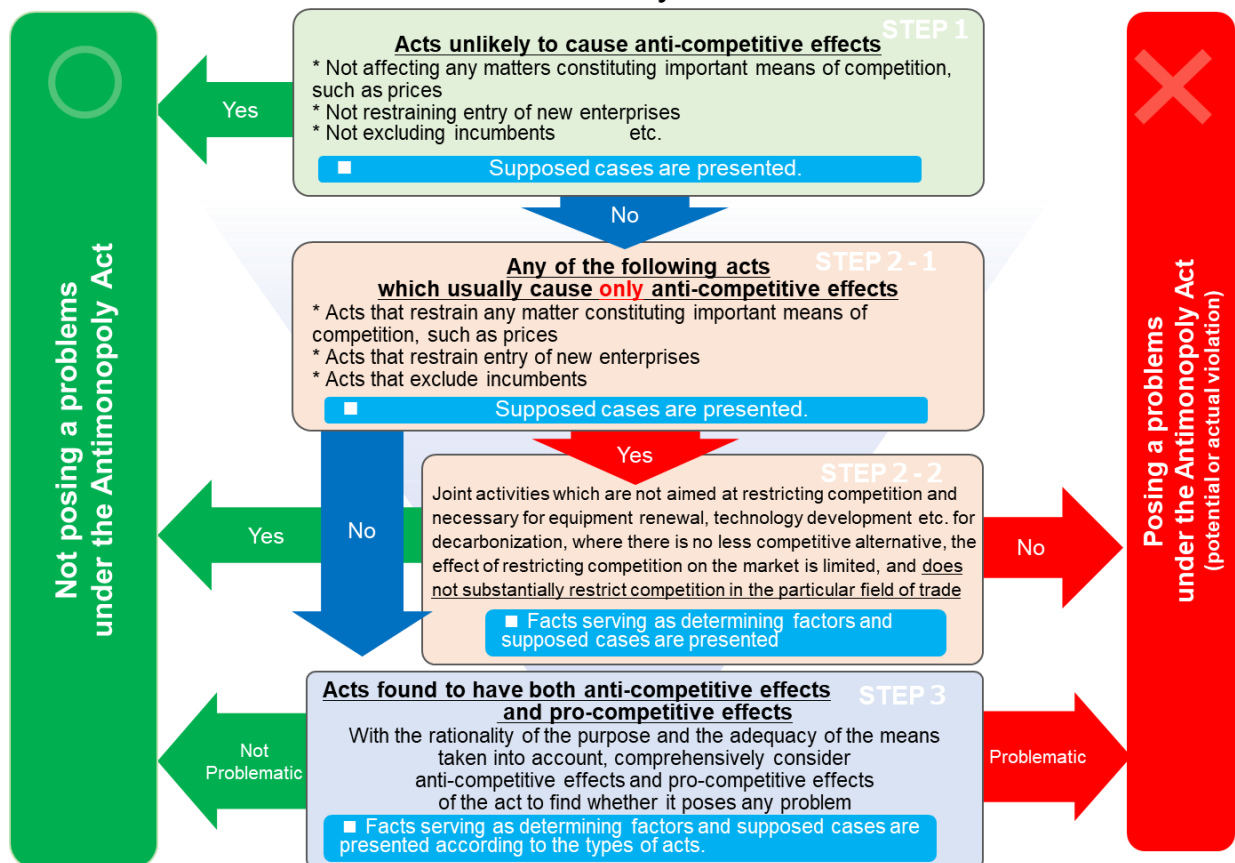 STEP 1
Acts unlikely to cause anti-competitive effects
* Not affecting any matters constituting important means of competition,
such as prices
* Not restraining entry of new enterprises
* Not excluding incumbents etc.
■ Supposed cases are presented.
Yes
No
STEP 2-1
Any of the following acts
which usually cause only anti-competitive effects
* Acts that restrain any matter constituting important means of
competition, such as prices
* Acts that restrain entry of new enterprises
* Acts that exclude incumbents
■ Supposed cases are presented.
Yes
No
STEP 2-2
Joint activities which are not aimed at restricting competition and
necessary for equipment renewal, technology development etc. for
decarbonization, where there is no less competitive alternative, the
effect of restricting competition on the market is limited, and does
not substantially restrict competition in the particular field of trade
■ Facts serving as determining factors and
supposed cases are presented
Yes
No
STEP 3
Acts found to have both anti-competitive effects
and pro-competitive effects
With the rationality of the purpose and the adequacy of the means
taken into account, comprehensively consider
anti-competitive effects and pro-competitive effects
of the act to find whether it poses any problem
■ Facts serving as determining factors and supposed cases are
presented according to the types of acts.
Not
Problematic
Problematic
Not posing a problems
under the Antimonopoly Act
Posing a problems
under the Antimonopoly Act
(potential or actual violation)